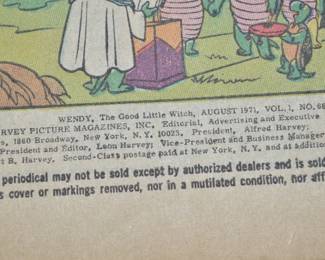 WENDY, The Good Little Witch, AUGUST 1971, VOL. 1, NO. 68
RVEY PICTURE MAGAZINES, INC. Editorial, Advertising and Executive
s, 1860 Broadway, New York, N. Y. 10023. President, Alfred Harvey;
President and Editor, Leon Harvey; Vice-President and Business Manager
t B. Harvey. Second-Class postage paid at New York, N. Y. and at addition
periodical may not be sold except by authorized dealers and is sold
s cover or markings removed, nor in a mutilated condition, nor aff